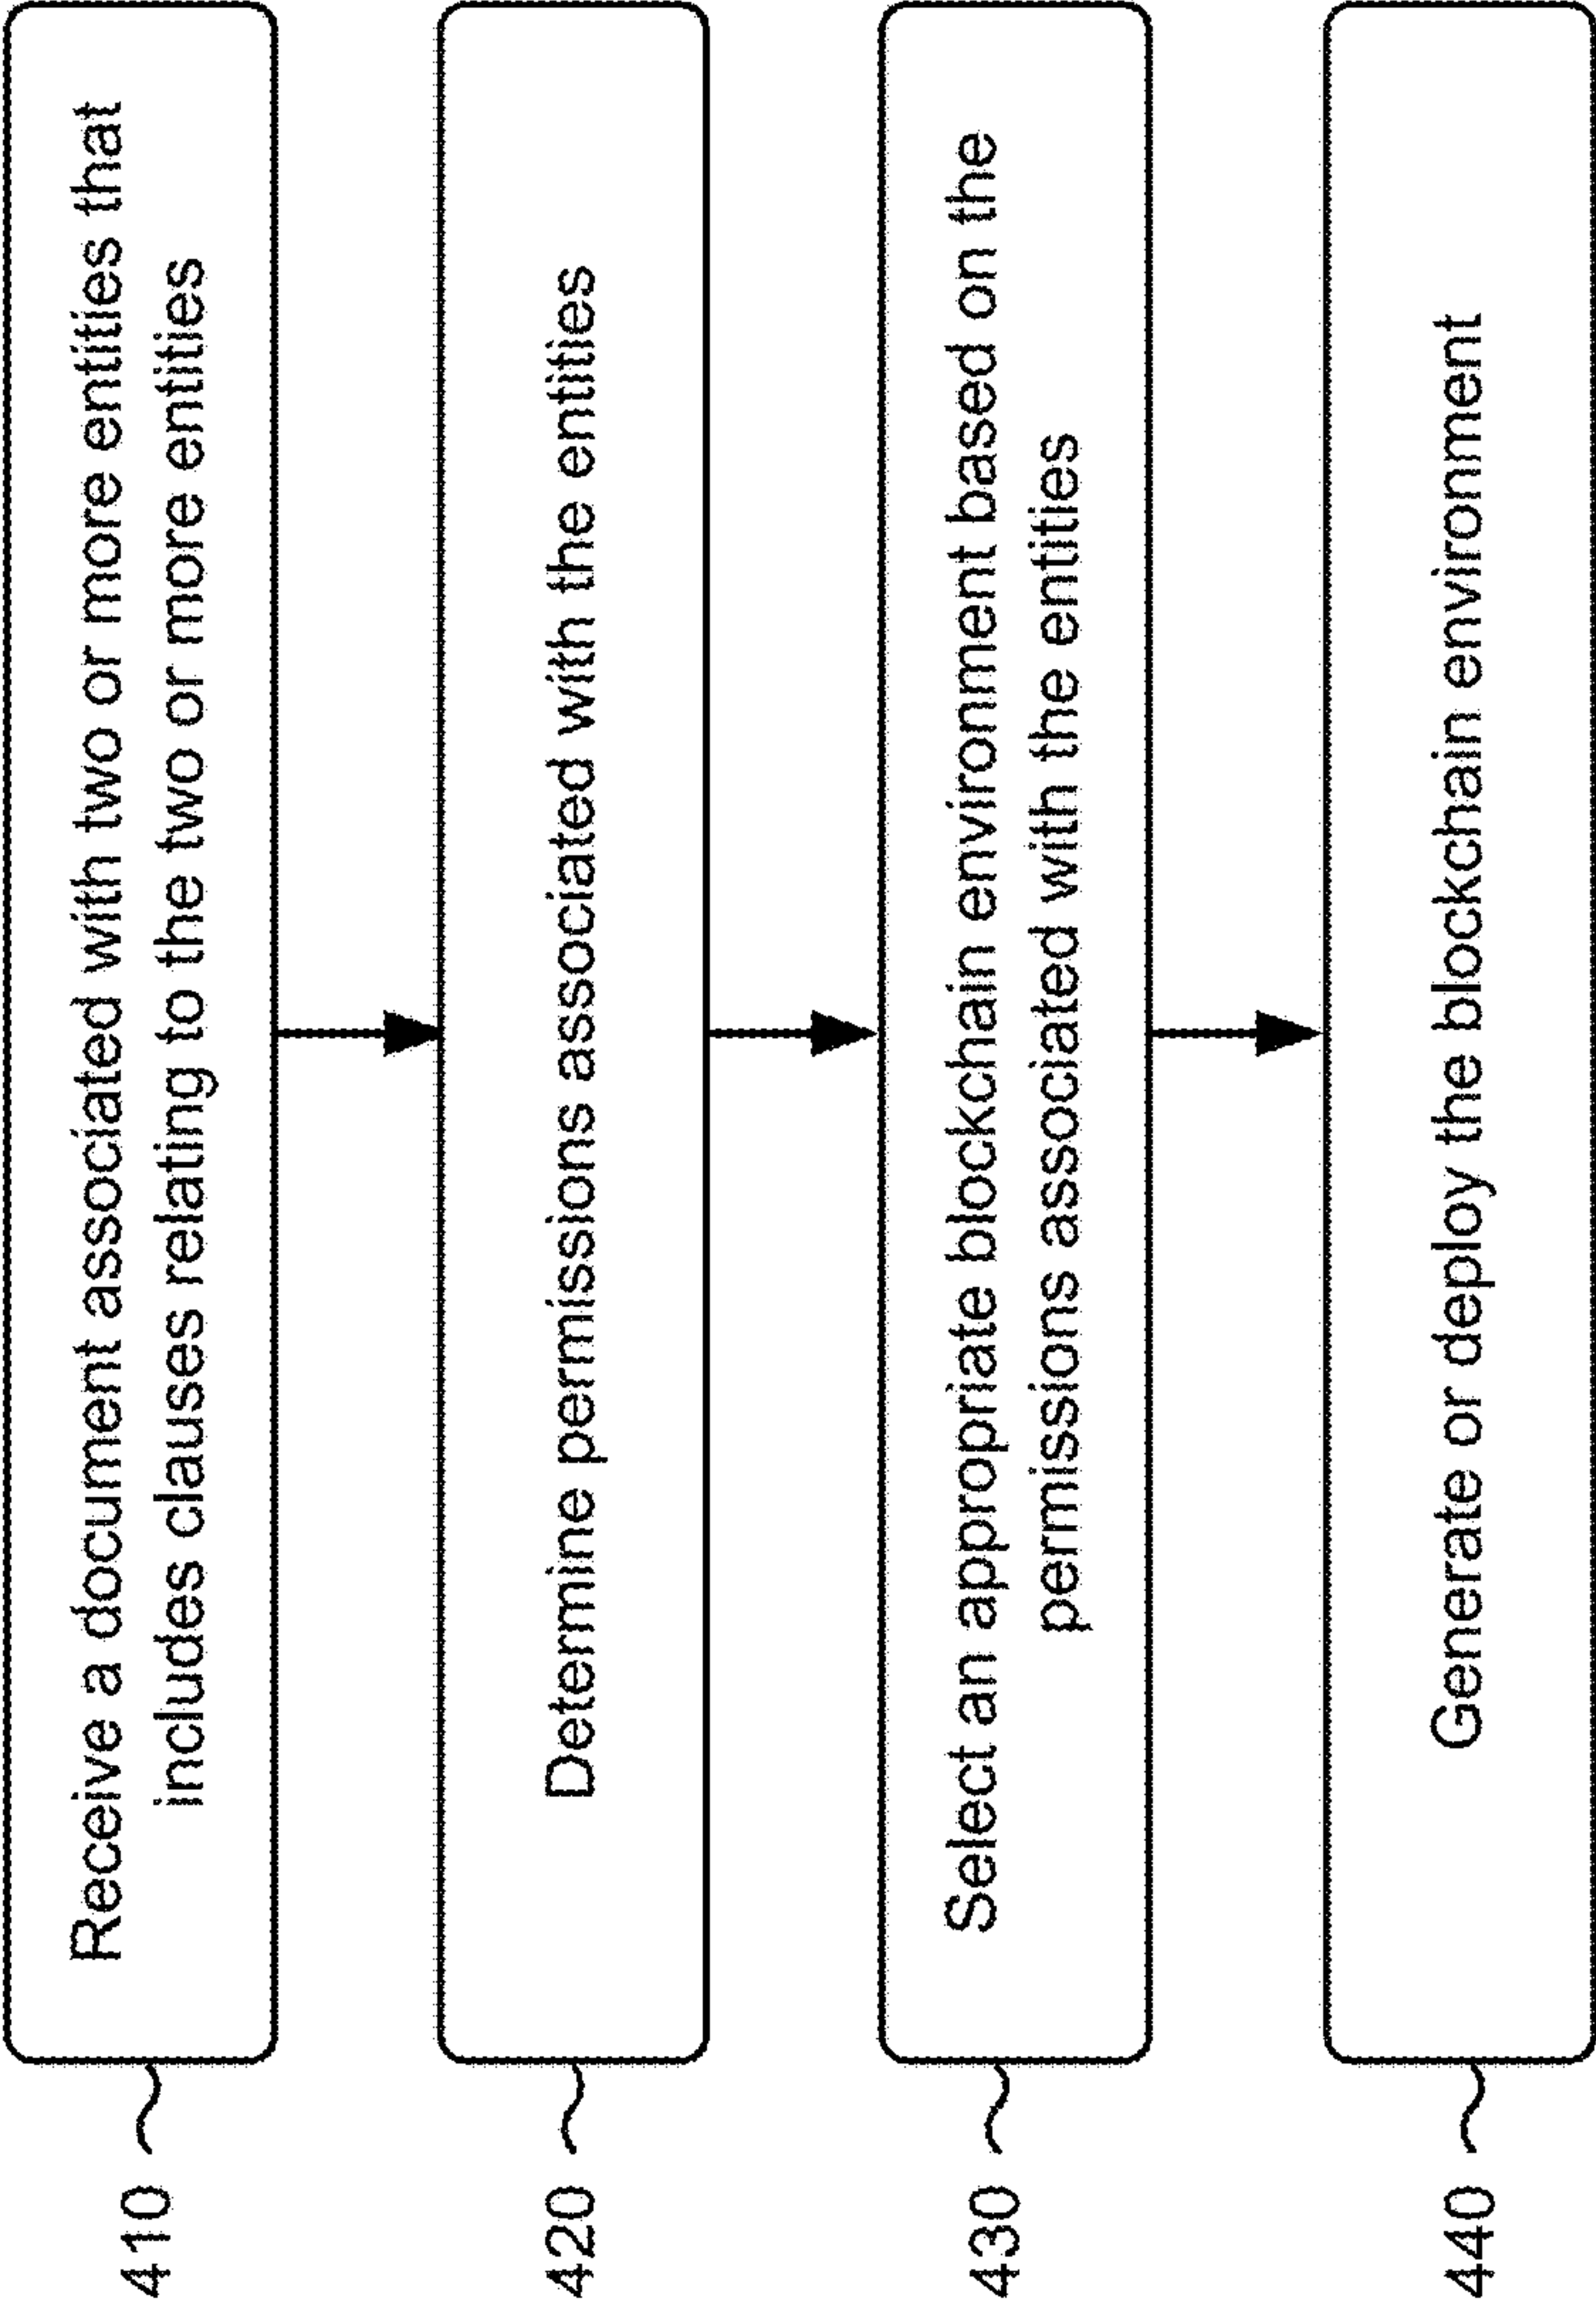 410
Receive a document associated with two or more entities that
includes clauses relating to the two or more entities
420
Determine permissions associated with the entities
430
Select an appropriate blockchain environment based on the
permissions associated with the entities
440
Generate or deploy the blockchain environment